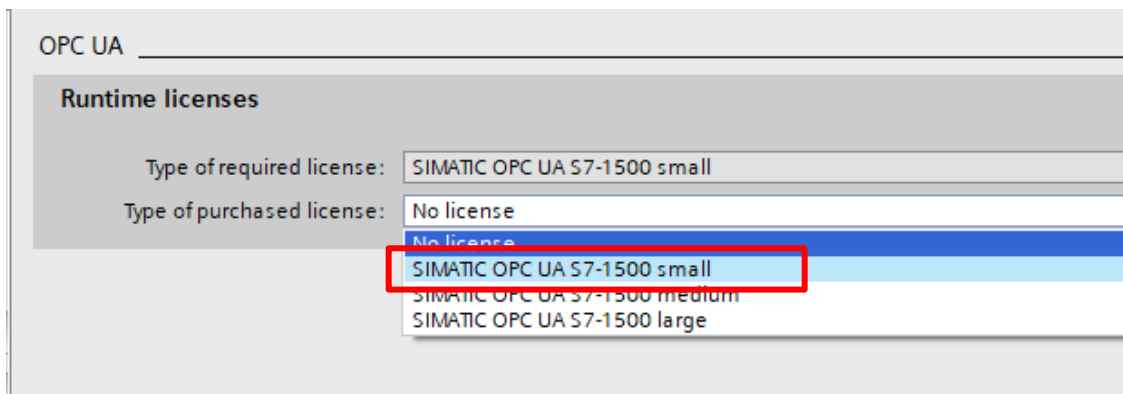 OPC UA
Runtime licenses
Type of required license: SIMATIC OPC UA S7-1500 small
Type of purchased license: No license
No license
SIMATIC OPC UA S7-1500 small
SIMATIC OPC UA S7-1500 medium
SIMATIC OPC UA S7-1500 large